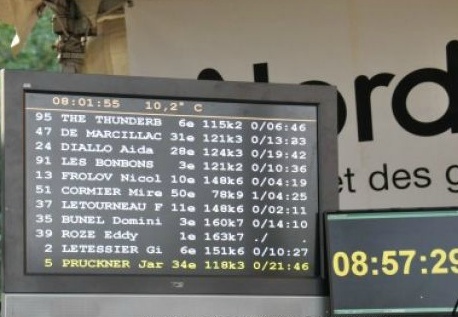 Nord
et des g
08:01:55 10,2° C
95 THE THUNDERB 6e 115k2 0/06:46
47 DE MARCILLAC 31e 121k3 0/13:23
24 DIALLO Aida 28e 124k3 0/19:42
91 LES BONBONS 3e 121k2 0/10:36
13 FROLOV Nicol 10e 148k6 0/04:19
51 CORMIER Mire 50e 78k9 1/04:25
37 LETOURNEAU F 11e 148k6 0/02:11
35 BUNEL Domini 3e 160k7 0/14:10
39 ROZE Eddy 1e 163k7 ./ .
2 LETESSIER Gi 6e 151k6 0/10:27
5 PRUCKNER Jar 34e 118k3 0/21:46
08:57:29